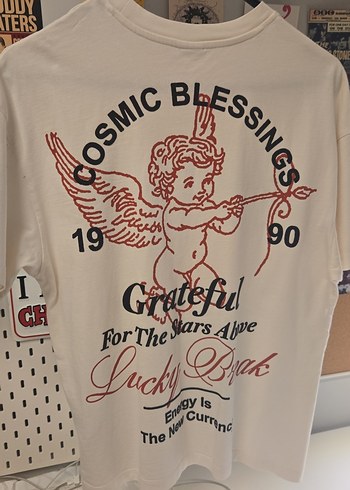 COSMIC BLESSINGS
19 90
Grateful
For The Stars Above
Lucky Break
Energy Is
The New Currenc